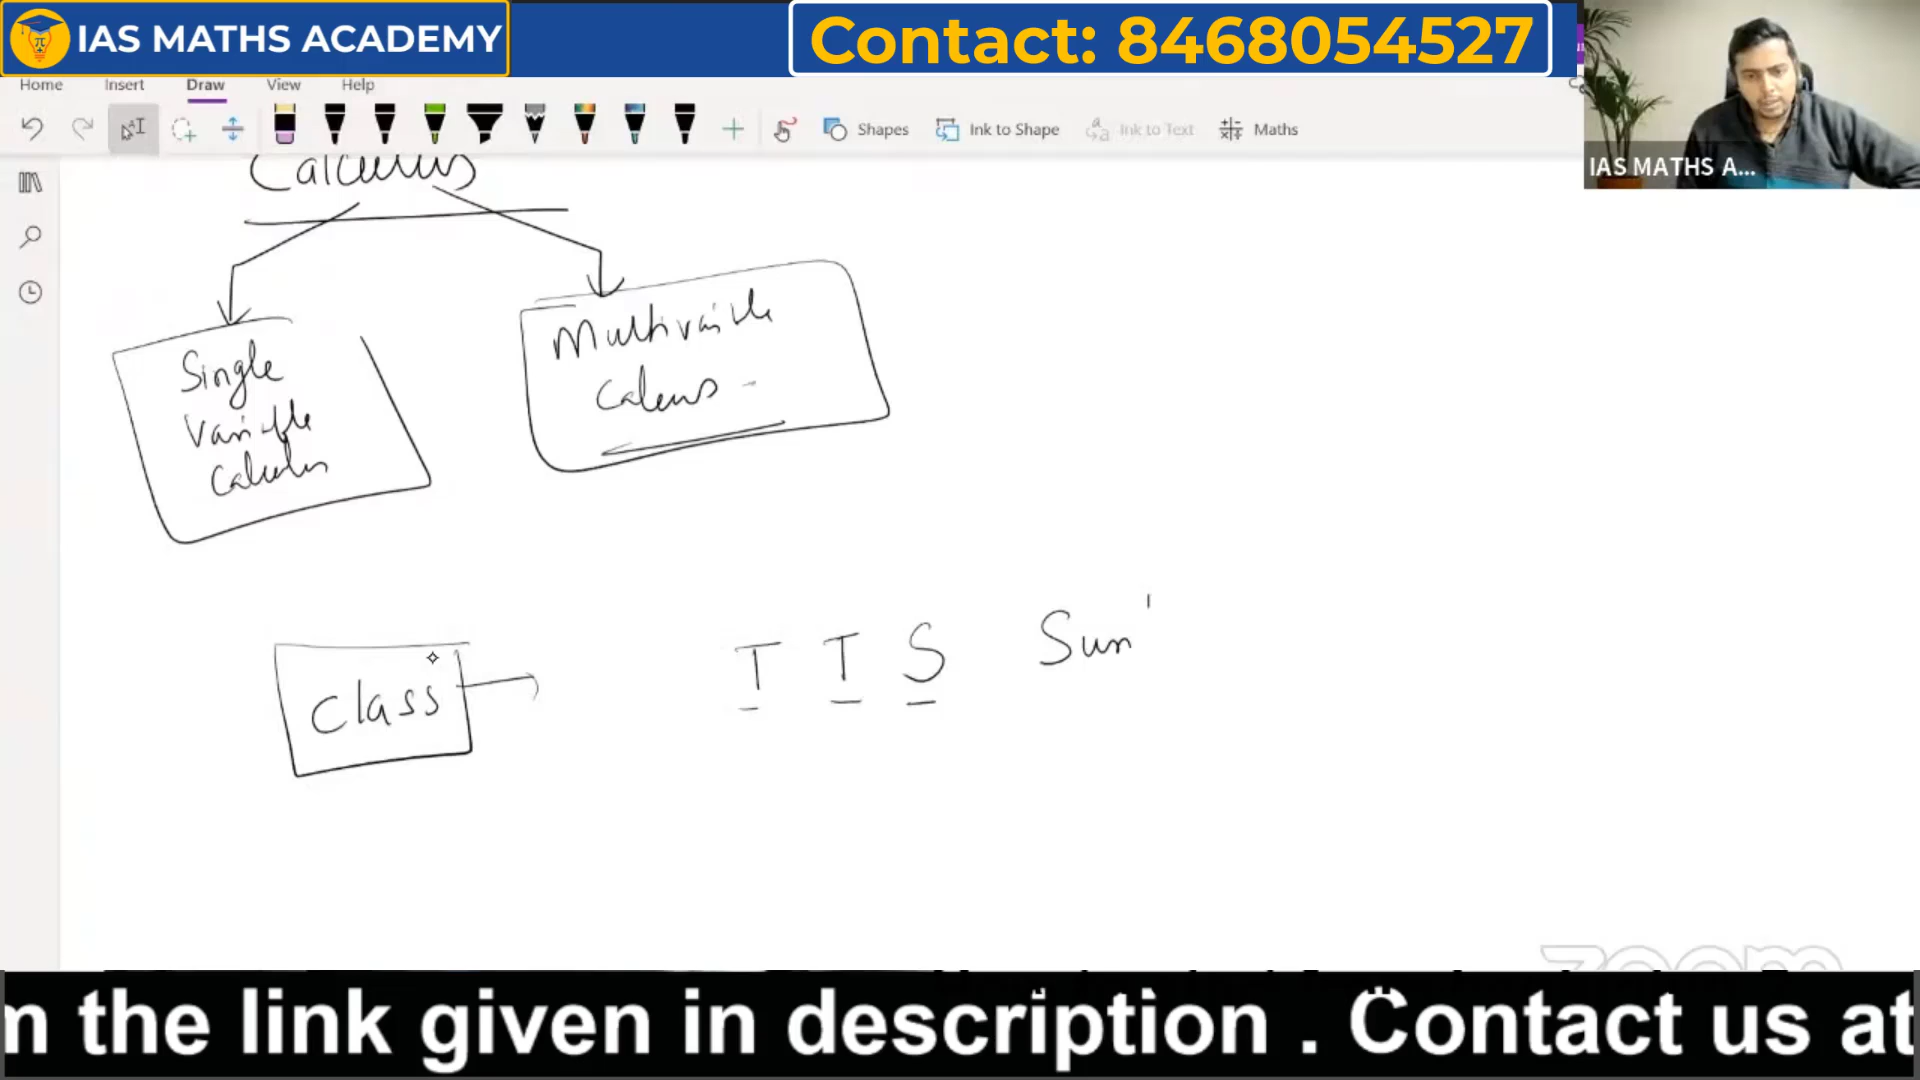 IAS MATHS ACADEMY
Contact: 8468054527
Home Insert Draw View Help
Shapes Ink to Shape Ink to Text Maths
IAS MATHS A...
Calculus
Single
Variable
Calculus
Multivariable
Calculus
Class
T T S Sun
zoom
the link given in description . Contact us at